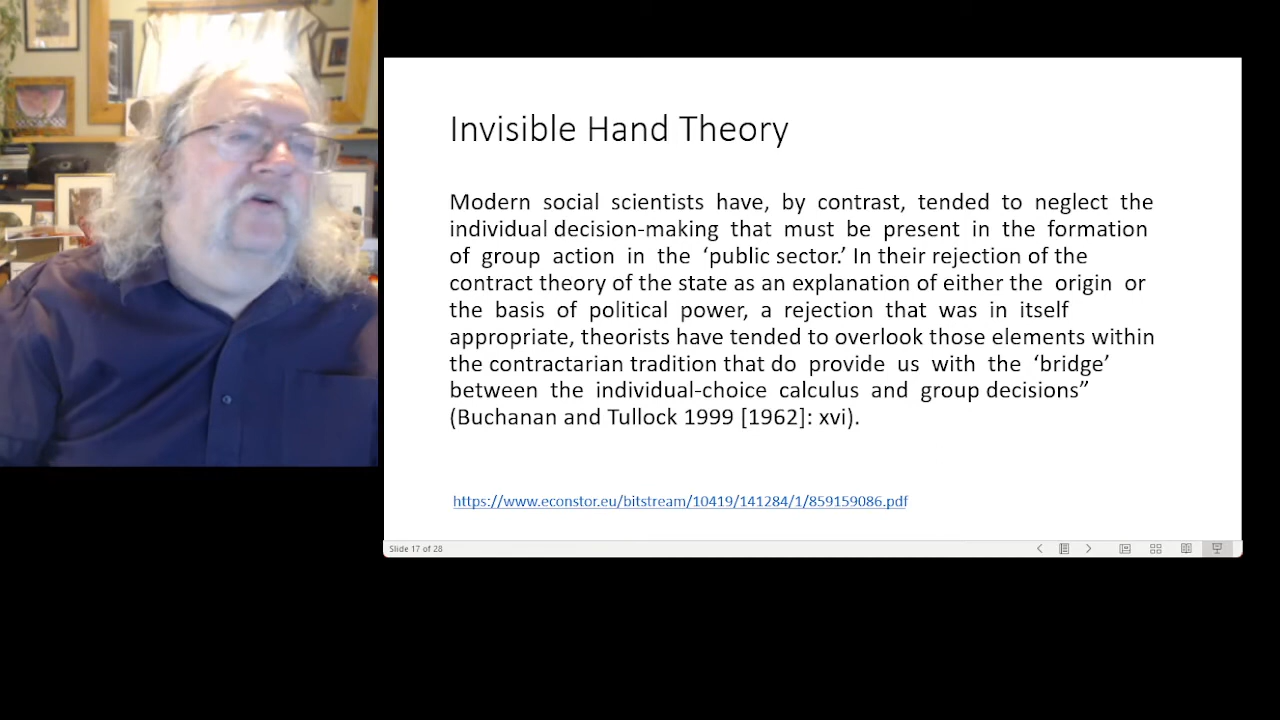 Invisible Hand Theory
Modern social scientists have, by contrast, tended to neglect the
individual decision-making that must be present in the formation
of group action in the ‘public sector.’ In their rejection of the
contract theory of the state as an explanation of either the origin or
the basis of political power, a rejection that was in itself
appropriate, theorists have tended to overlook those elements within
the contractarian tradition that do provide us with the ‘bridge’
between the individual-choice calculus and group decisions”
(Buchanan and Tullock 1999 [1962]: xvi).
https://www.econstor.eu/bitstream/10419/141284/1/859159086.pdf
Slide 17 of 28